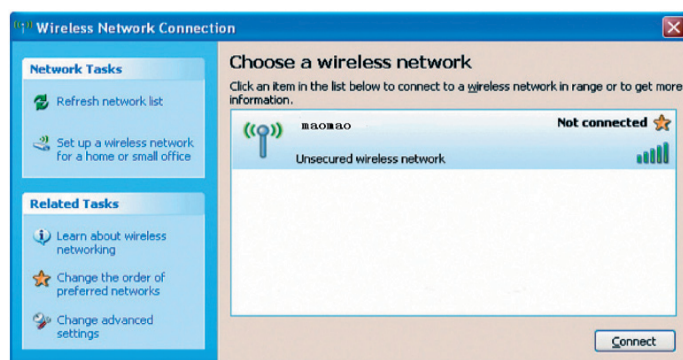 Wireless Network Connection
Network Tasks
Refresh network list
Set up a wireless network
for a home or small office
Related Tasks
Learn about wireless
networking
Change the order of
preferred networks
Change advanced
settings
Choose a wireless network
Click an item in the list below to connect to a wireless network in range or to get more
information.
maomao
Not connected
Unsecured wireless network
Connect